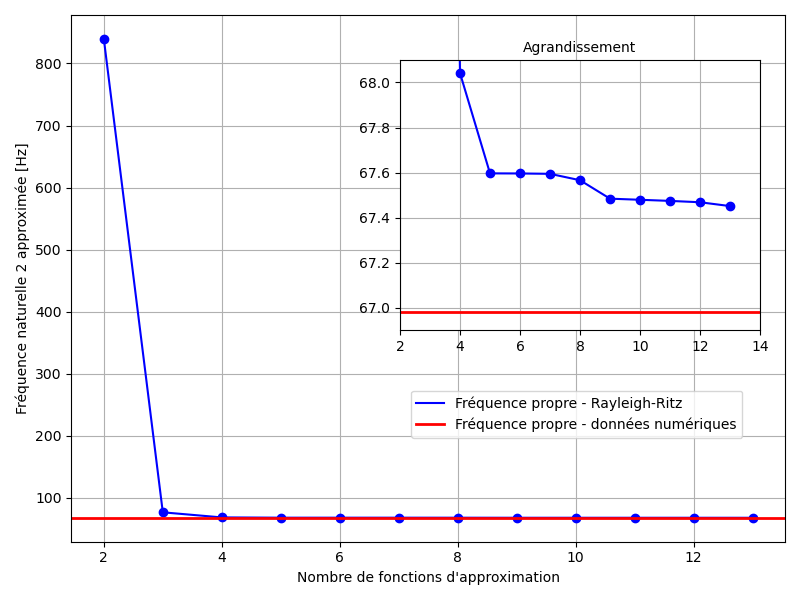 Agrandissement
800
700
600
500
400
300
200
100
Fréquence naturelle 2 approximée [Hz]
68.0
67.8
67.6
67.4
67.2
67.0
2 4 6 8 10 12 14
Fréquence propre - Rayleigh-Ritz
Fréquence propre - données numériques
2 4 6 8 10 12
Nombre de fonctions d'approximation